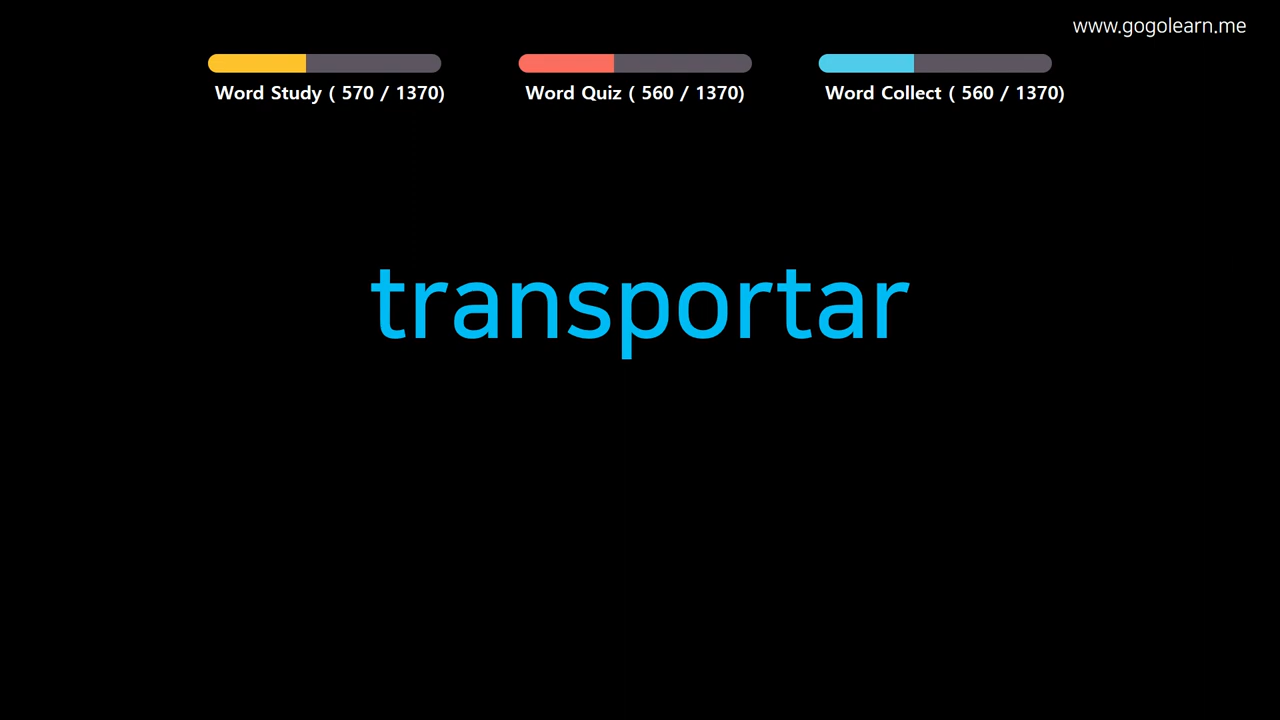 www.gogolearn.me
Word Study ( 570 / 1370)
Word Quiz ( 560 / 1370)
Word Collect ( 560 / 1370)
transportar